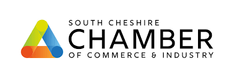 SOUTH CHESHIRE
CHAMBER
OF COMMERCE & INDUSTRY